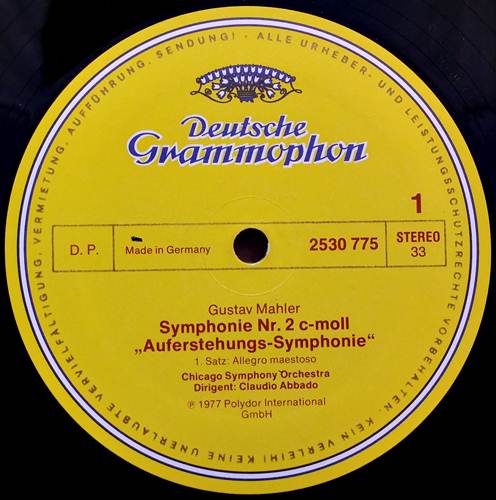 Deutsche
Grammophon
1
D. P.
Made in Germany
2530 775
STEREO
33
Gustav Mahler
Symphonie Nr. 2 c-moll
„Auferstehungs-Symphonie“
1. Satz: Allegro maestoso
Chicago Symphony Orchestra
Dirigent: Claudio Abbado
℗ 1977 Polydor International
GmbH
ALLE URHEBER- UND LEISTUNGSSCHUTZRECHTE VORBEHALTEN · KEIN VERLEIH! KEINE UNERLAUBTE VERVIELFÄLTIGUNG, VERMIETUNG, AUFFÜHRUNG, SENDUNG! -